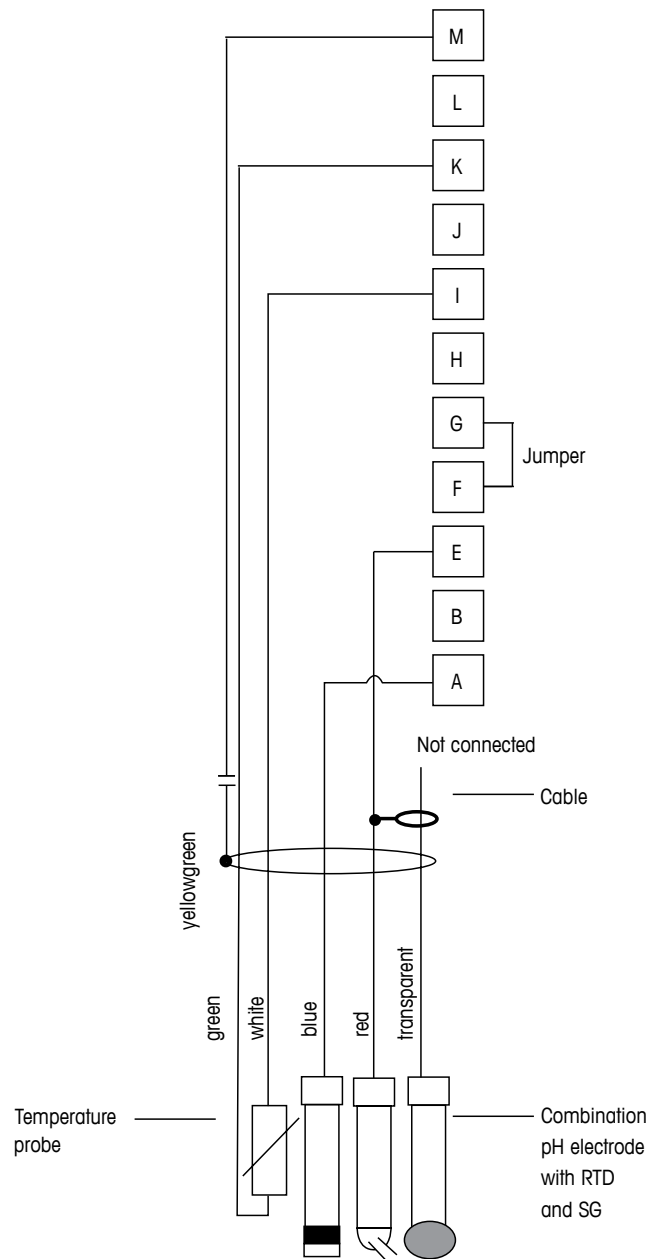 M
L
K
J
I
H
G
Jumper
F
E
B
A
Not connected
Cable
yellowgreen
green
white
blue
red
transparent
Temperature
probe
Combination
pH electrode
with RTD
and SG